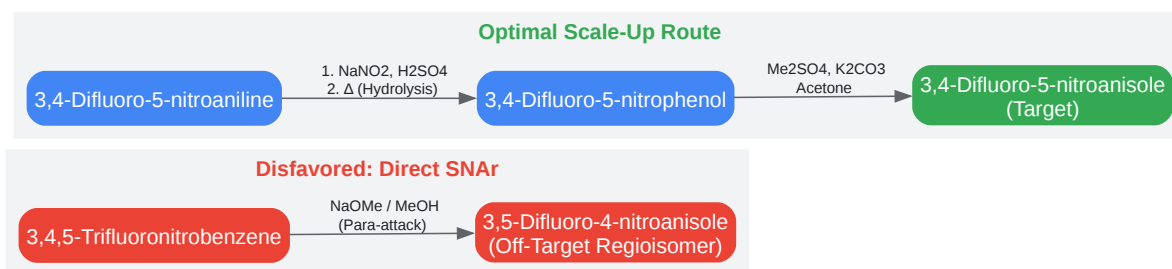 Optimal Scale-Up Route
3,4-Difluoro-5-nitroaniline
1. NaNO2, H2SO4
2. Δ (Hydrolysis)
3,4-Difluoro-5-nitrophenol
Me2SO4, K2CO3
Acetone
3,4-Difluoro-5-nitroanisole
(Target)
Disfavored: Direct SNAr
3,4,5-Trifluoronitrobenzene
NaOMe / MeOH
(Para-attack)
3,5-Difluoro-4-nitroanisole
(Off-Target Regioisomer)